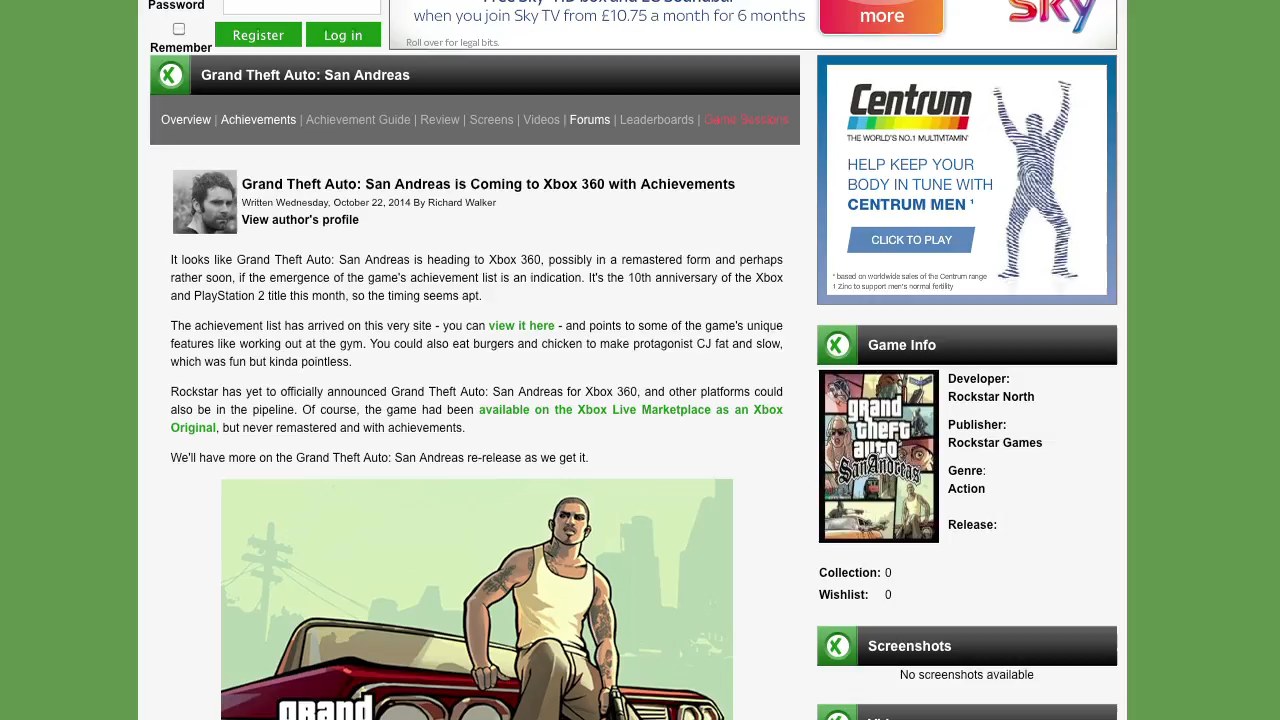 Password
Remember
Register
Log in
when you join Sky TV from £10.75 a month for 6 months
Roll over for legal bits.
more
sky
Grand Theft Auto: San Andreas
Overview | Achievements | Achievement Guide | Review | Screens | Videos | Forums | Leaderboards | Game Sessions
Grand Theft Auto: San Andreas is Coming to Xbox 360 with Achievements
Written Wednesday, October 22, 2014 By Richard Walker
View author's profile
It looks like Grand Theft Auto: San Andreas is heading to Xbox 360, possibly in a remastered form and perhaps
rather soon, if the emergence of the game's achievement list is an indication. It's the 10th anniversary of the Xbox
and PlayStation 2 title this month, so the timing seems apt.
The achievement list has arrived on this very site - you can view it here - and points to some of the game's unique
features like working out at the gym. You could also eat burgers and chicken to make protagonist CJ fat and slow,
which was fun but kinda pointless.
Rockstar has yet to officially announced Grand Theft Auto: San Andreas for Xbox 360, and other platforms could
also be in the pipeline. Of course, the game had been available on the Xbox Live Marketplace as an Xbox
Original, but never remastered and with achievements.
We'll have more on the Grand Theft Auto: San Andreas re-release as we get it.
grand
Centrum
THE WORLD'S NO.1 MULTIVITAMIN*
HELP KEEP YOUR
BODY IN TUNE WITH
CENTRUM MEN ¹
CLICK TO PLAY
* based on worldwide sales of the Centrum range
1 Zinc to support men's normal fertility
Game Info
grand
theft
auto
San Andreas
Developer:
Rockstar North
Publisher:
Rockstar Games
Genre:
Action
Release:
Collection: 0
Wishlist: 0
Screenshots
No screenshots available